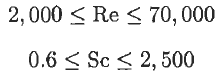 2,000 ≤ Re ≤ 70,000
0.6 ≤ Sc ≤ 2,500